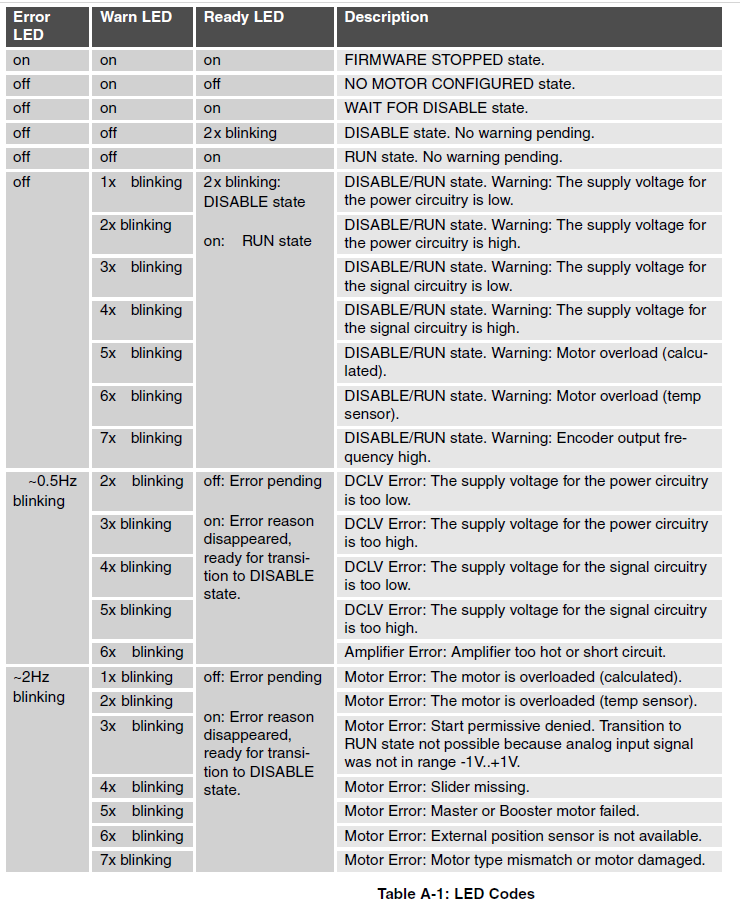 Error LED | Warn LED | Ready LED | Description
on | on | on | FIRMWARE STOPPED state.
off | on | off | NO MOTOR CONFIGURED state.
off | on | on | WAIT FOR DISABLE state.
off | off | 2x blinking | DISABLE state. No warning pending.
off | off | on | RUN state. No warning pending.
off
1x blinking
2x blinking:
DISABLE state
on: RUN state
DISABLE/RUN state. Warning: The supply voltage for
the power circuitry is low.
2x blinking
DISABLE/RUN state. Warning: The supply voltage for
the power circuitry is high.
3x blinking
DISABLE/RUN state. Warning: The supply voltage for
the signal circuitry is low.
4x blinking
DISABLE/RUN state. Warning: The supply voltage for
the signal circuitry is high.
5x blinking
DISABLE/RUN state. Warning: Motor overload (calcu-
lated).
6x blinking
DISABLE/RUN state. Warning: Motor overload (temp
sensor).
7x blinking
DISABLE/RUN state. Warning: Encoder output fre-
quency high.
~0.5Hz
blinking
2x blinking
off: Error pending
on: Error reason
disappeared,
ready for transi-
tion to DISABLE
state.
DCLV Error: The supply voltage for the power circuitry
is too low.
3x blinking
DCLV Error: The supply voltage for the power circuitry
is too high.
4x blinking
DCLV Error: The supply voltage for the signal circuitry
is too low.
5x blinking
DCLV Error: The supply voltage for the signal circuitry
is too high.
6x blinking
Amplifier Error: Amplifier too hot or short circuit.
~2Hz
blinking
1x blinking
off: Error pending
on: Error reason
disappeared,
ready for transi-
tion to DISABLE
state.
Motor Error: The motor is overloaded (calculated).
2x blinking
Motor Error: The motor is overloaded (temp sensor).
3x blinking
Motor Error: Start permissive denied. Transition to
RUN state not possible because analog input signal
was not in range -1V..+1V.
4x blinking
Motor Error: Slider missing.
5x blinking
Motor Error: Master or Booster motor failed.
6x blinking
Motor Error: External position sensor is not available.
7x blinking
Motor Error: Motor type mismatch or motor damaged.
Table A-1: LED Codes